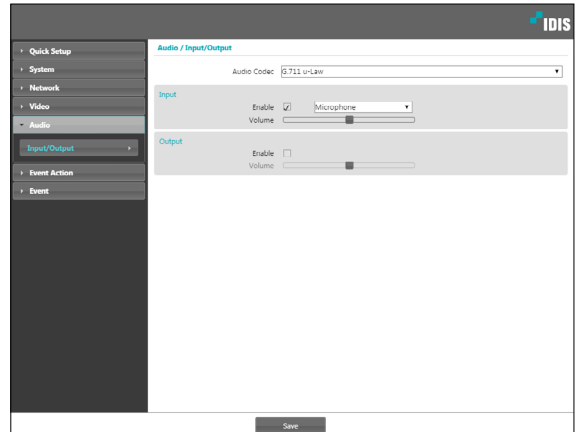 IDIS
Quick Setup
System
Network
Video
Audio
Input/Output
Event Action
Event
Audio / Input/Output
Audio Codec G.711 u-Law
Input
Enable Microphone
Volume
Output
Enable
Volume
Save